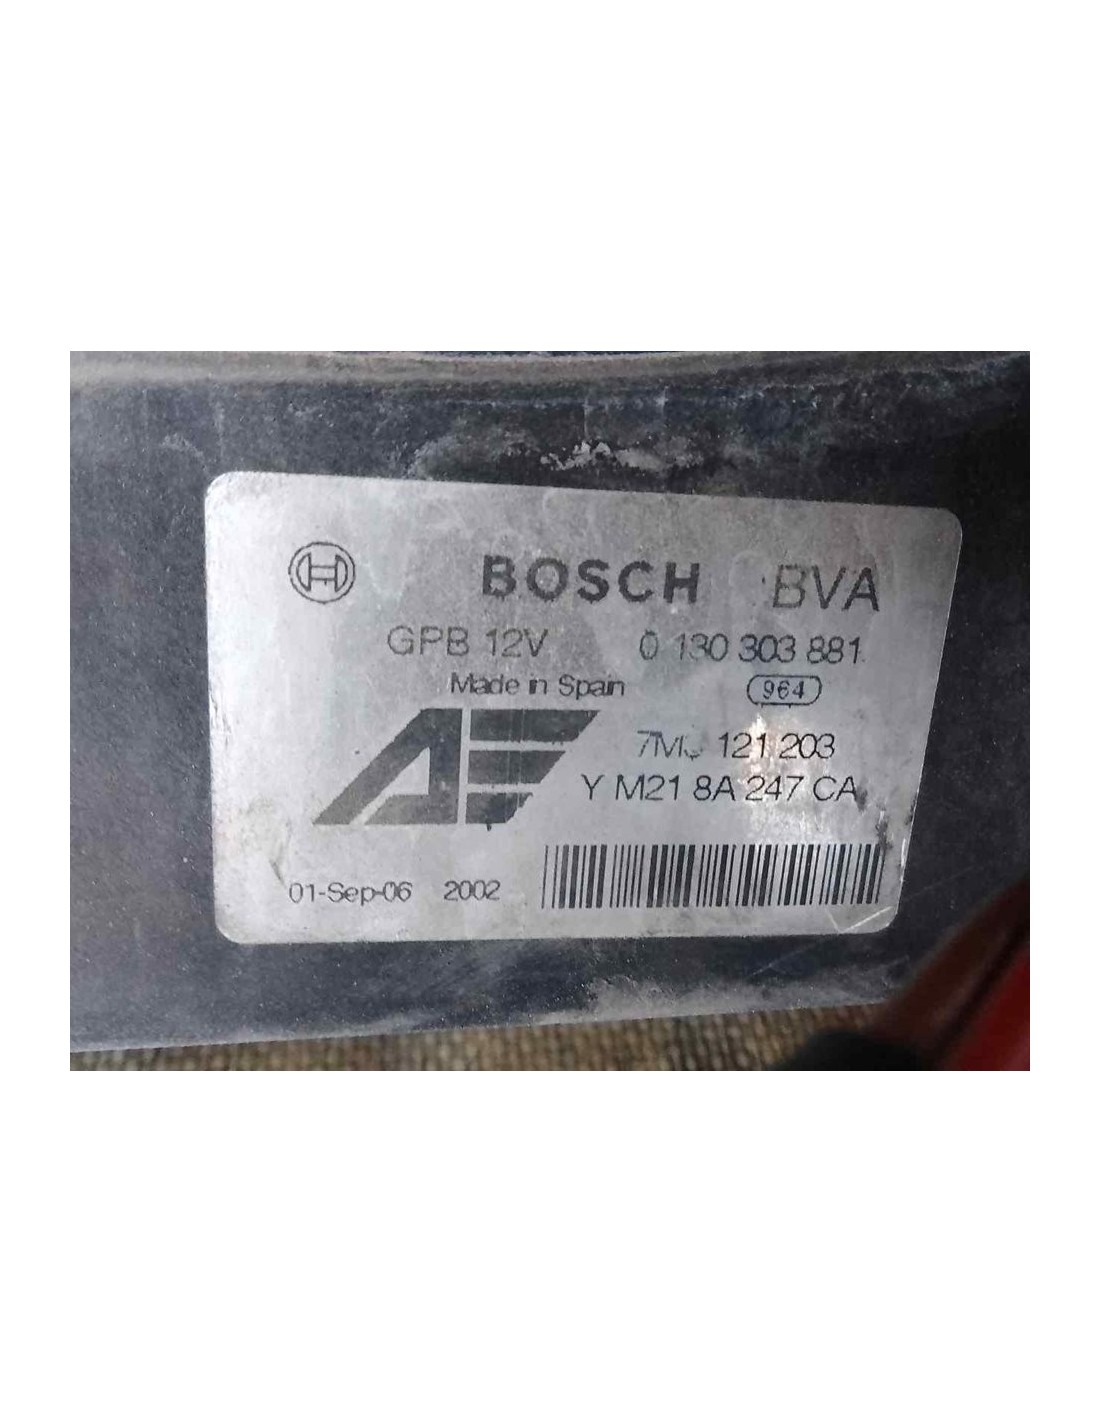 BOSCH BVA
GPB 12V 0 130 303 881
Made in Spain 964
121 203
YM21 8A 247 CA
01-Sep-06 2002